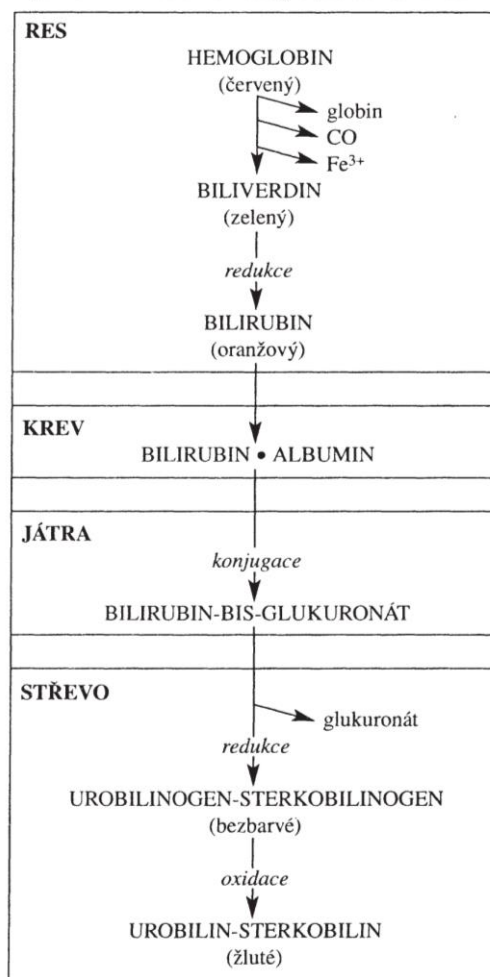 RES
HEMOGLOBIN
(červený)
globin
CO
Fe³⁺
BILIVERDIN
(zelený)
redukce
BILIRUBIN
(oranžový)
KREV
BILIRUBIN • ALBUMIN
JÁTRA
konjugace
BILIRUBIN-BIS-GLUKURONÁT
STŘEVO
glukuronát
redukce
UROBILINOGEN-STERKOBILINOGEN
(bezbarvé)
oxidace
UROBILIN-STERKOBILIN
(žluté)